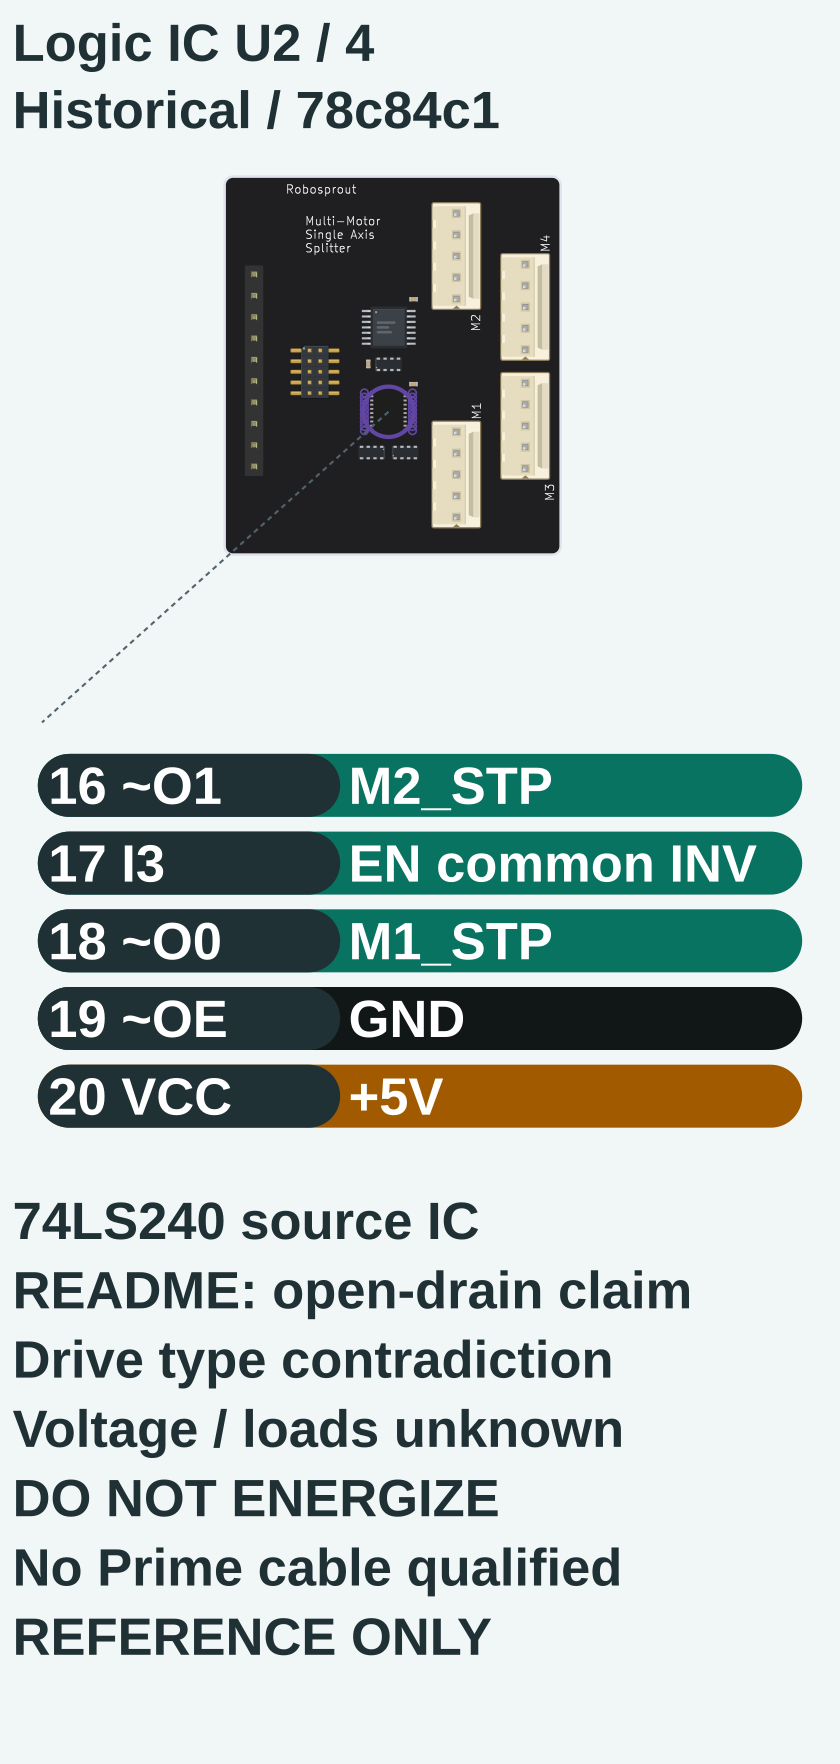 Logic IC U2 / 4
Historical / 78c84c1
Robosprout
Multi-Motor
Single Axis
Splitter
M4
M2
M1
M3
16 ~O1 M2_STP
17 I3 EN common INV
18 ~O0 M1_STP
19 ~OE GND
20 VCC +5V
74LS240 source IC
README: open-drain claim
Drive type contradiction
Voltage / loads unknown
DO NOT ENERGIZE
No Prime cable qualified
REFERENCE ONLY